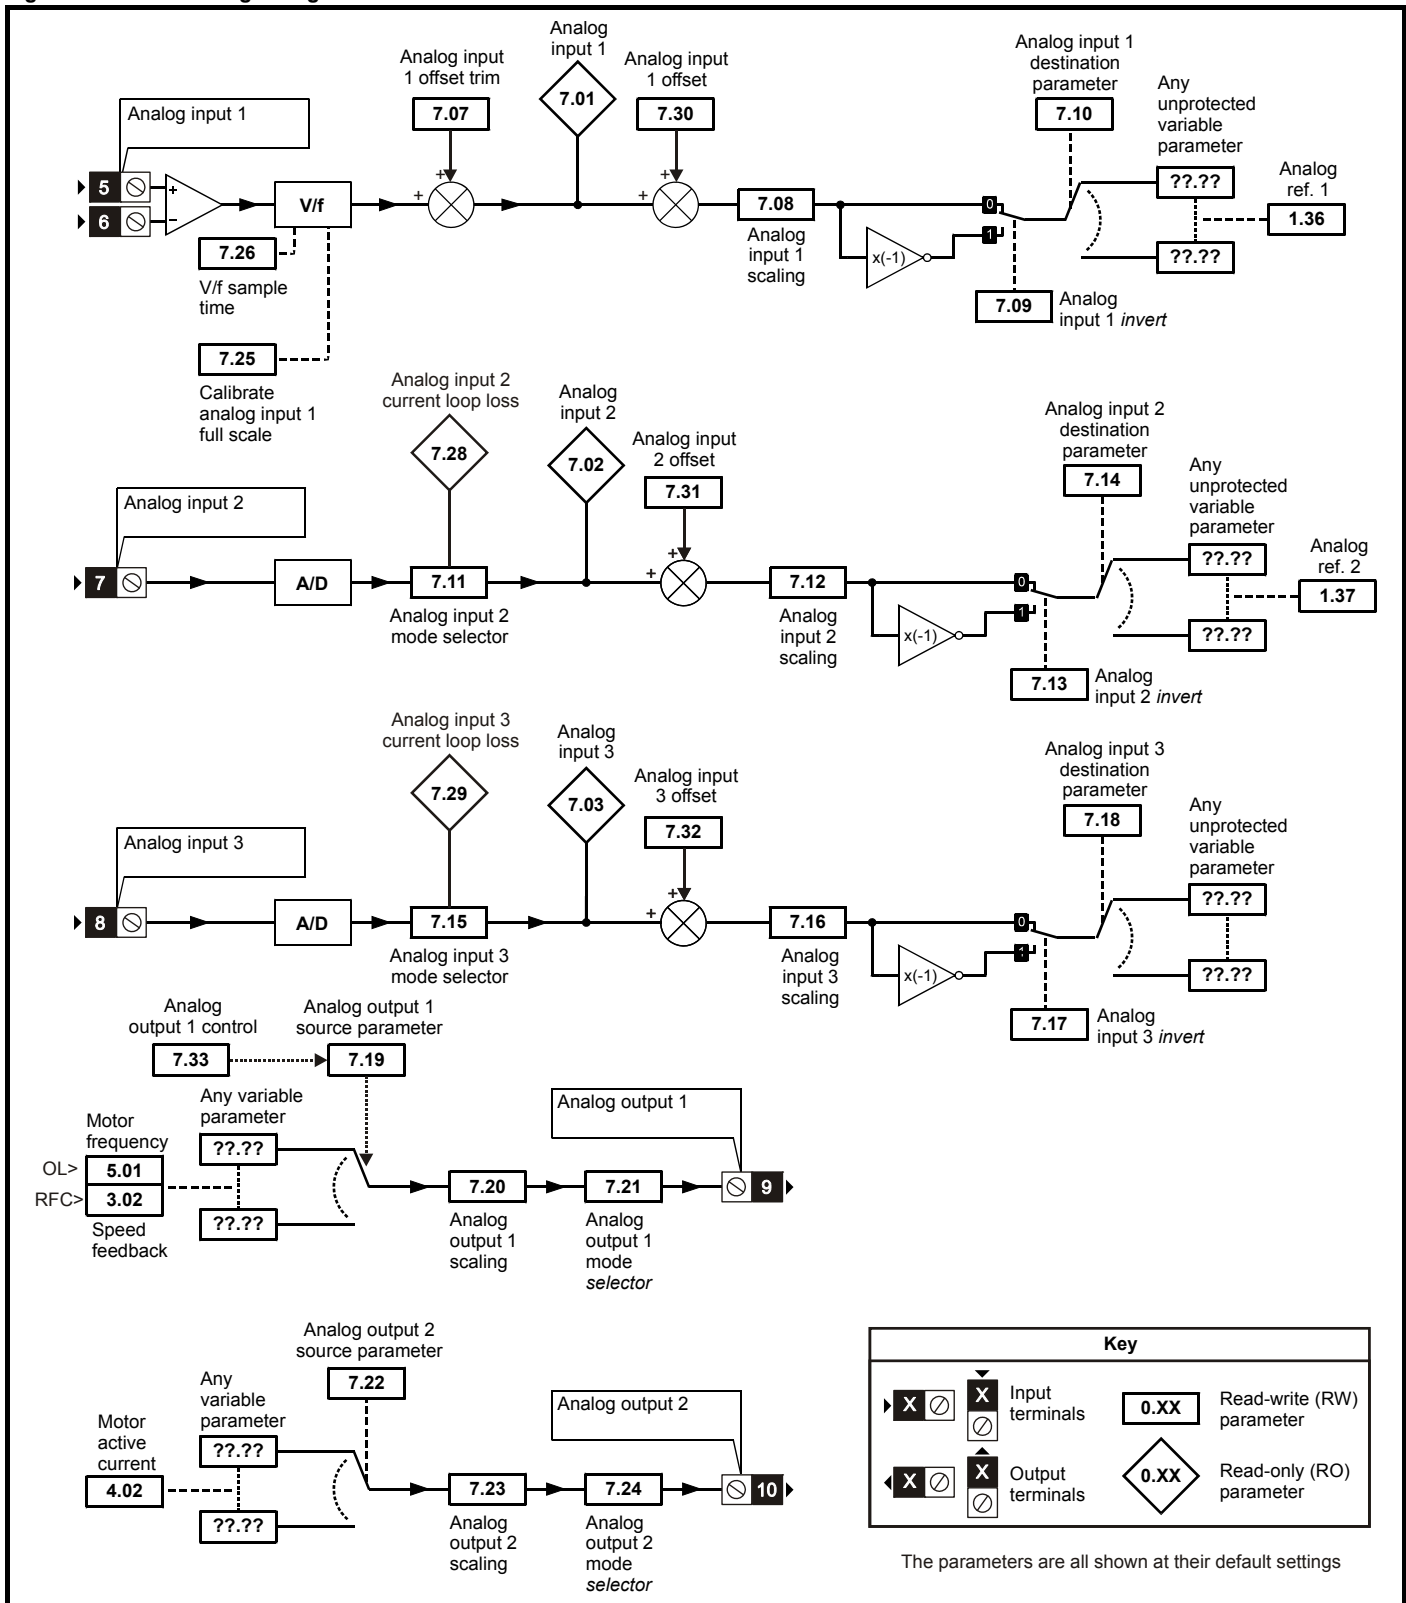 Analog input 1
5
6
+
−
V/f
7.26
V/f sample
time
7.25
Calibrate
analog input 1
full scale
Analog input
1 offset trim
7.07
+
+
Analog
input 1
7.01
Analog input
1 offset
7.30
+
+
7.08
Analog
input 1
scaling
x(-1)
0
1
7.09
Analog
input 1 invert
Analog input 1
destination
parameter
7.10
Any
unprotected
variable
parameter
??.??
??.??
Analog
ref. 1
1.36
Analog input 2
7
A/D
Analog input 2
current loop loss
7.28
7.11
Analog input 2
mode selector
Analog
input 2
7.02
Analog input
2 offset
7.31
+
+
7.12
Analog
input 2
scaling
x(-1)
0
1
7.13
Analog
input 2 invert
Analog input 2
destination
parameter
7.14
Any
unprotected
variable
parameter
??.??
??.??
Analog
ref. 2
1.37
Analog input 3
8
A/D
Analog input 3
current loop loss
7.29
7.15
Analog input 3
mode selector
Analog
input 3
7.03
Analog input
3 offset
7.32
+
+
7.16
Analog
input 3
scaling
x(-1)
0
1
7.17
Analog
input 3 invert
Analog input 3
destination
parameter
7.18
Any
unprotected
variable
parameter
??.??
??.??
Analog
output 1 control
7.33
Analog output 1
source parameter
7.19
Any variable
parameter
??.??
??.??
Motor
frequency
OL> 5.01
RFC> 3.02
Speed
feedback
7.20
Analog
output 1
scaling
7.21
Analog
output 1
mode
selector
Analog output 1
9
Analog output 2
source parameter
7.22
Any
variable
parameter
??.??
??.??
Motor
active
current
4.02
7.23
Analog
output 2
scaling
7.24
Analog
output 2
mode
selector
Analog output 2
10
Key
X
X
Input
terminals
0.XX
Read-write (RW)
parameter
X
X
Output
terminals
0.XX
Read-only (RO)
parameter
The parameters are all shown at their default settings